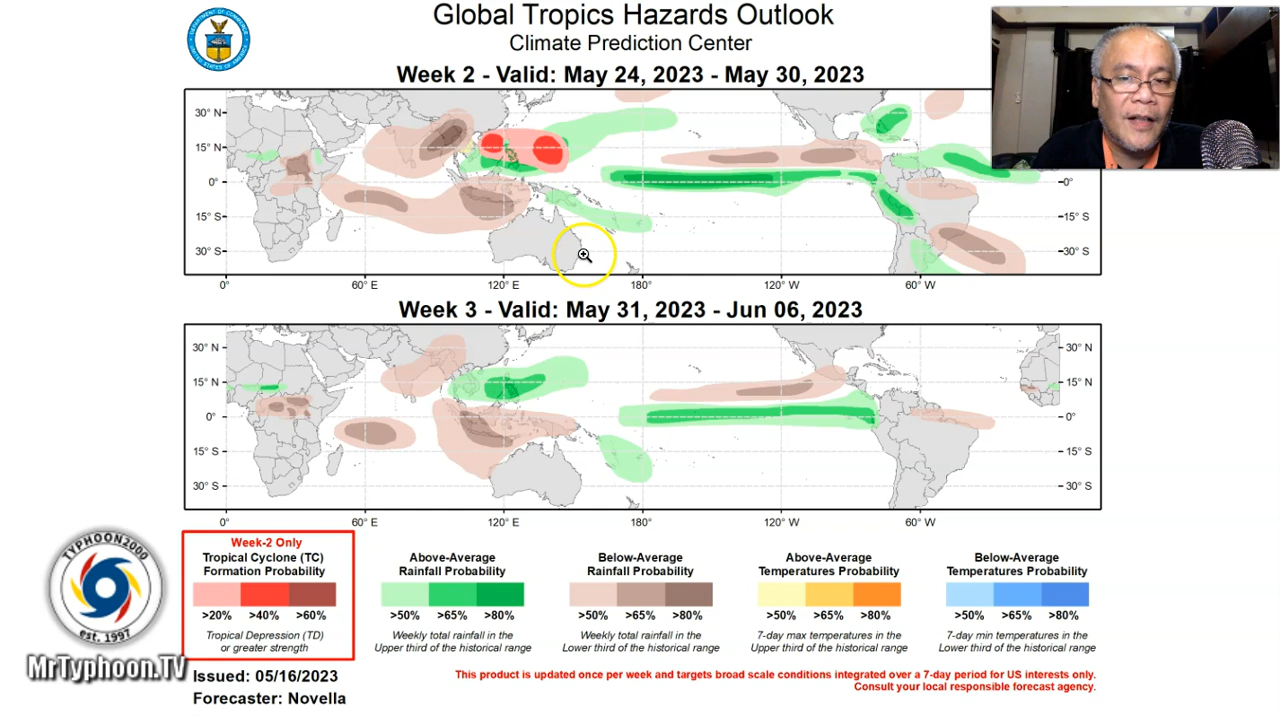 Global Tropics Hazards Outlook
Climate Prediction Center
Week 2 - Valid: May 24, 2023 - May 30, 2023
30° N
15° N
0°
15° S
30° S
0°
15° S
30° S
0°
60° E
120° E
180°
120° W
60° W
Week 3 - Valid: May 31, 2023 - Jun 06, 2023
30° N
15° N
0°
15° S
30° S
30° N
15° N
0°
15° S
30° S
0°
60° E
120° E
180°
120° W
60° W
TYPHOON2000
est. 1997
MrTyphoon.TV
Week-2 Only
Tropical Cyclone (TC)
Formation Probability
>20% >40% >60%
Tropical Depression (TD)
or greater strength
Above-Average
Rainfall Probability
>50% >65% >80%
Weekly total rainfall in the
Upper third of the historical range
Below-Average
Rainfall Probability
>50% >65% >80%
Weekly total rainfall in the
Lower third of the historical range
Above-Average
Temperatures Probability
>50% >65% >80%
7-day max temperatures in the
Upper third of the historical range
Below-Average
Temperatures Probability
>50% >65% >80%
7-day min temperatures in the
Lower third of the historical range
Issued: 05/16/2023
Forecaster: Novella
This product is updated once per week and targets broad scale conditions integrated over a 7-day period for US interests only.
Consult your local responsible forecast agency.